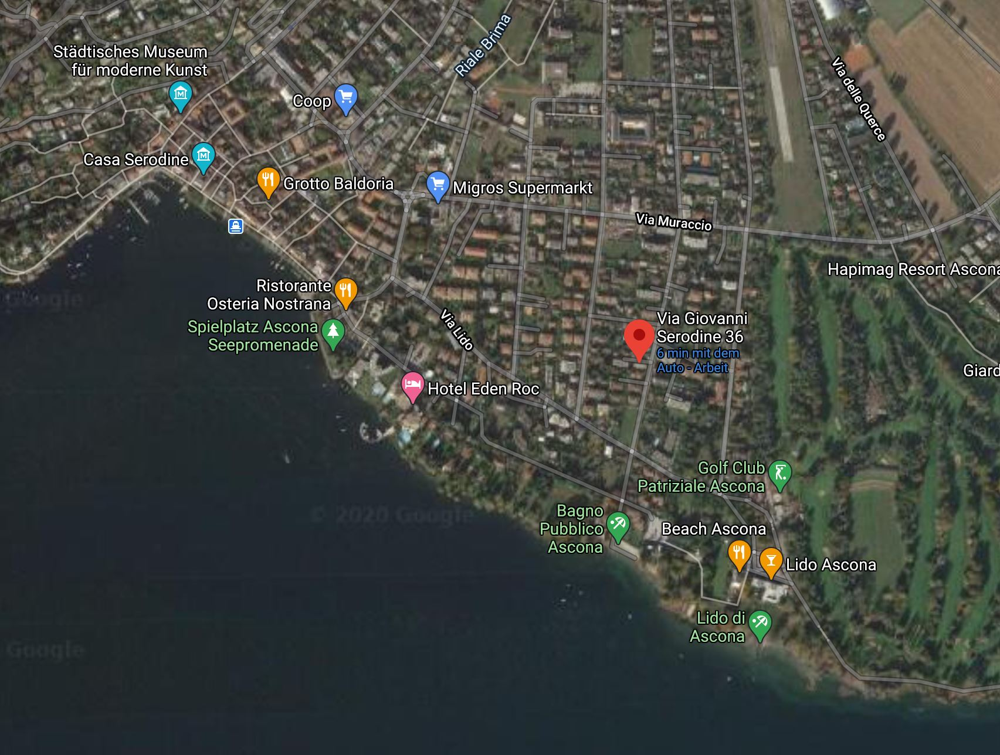 Riale Brima
Städtisches Museum
für moderne Kunst
Via delle Querce
Coop
Casa Serodine
Grotto Baldoria
Migros Supermarkt
Via Muraccio
Hapimag Resort Ascona
Ristorante
Osteria Nostrana
Google
Spielplatz Ascona
Seepromenade
Via Lido
Via Giovanni
Serodine 36
6 min mit dem
Auto - Arbeit
Giard
Hotel Eden Roc
Golf Club
Patriziale Ascona
© 2020 Google
Bagno
Pubblico
Ascona
Beach Ascona
Lido Ascona
Lido di
Ascona
Google